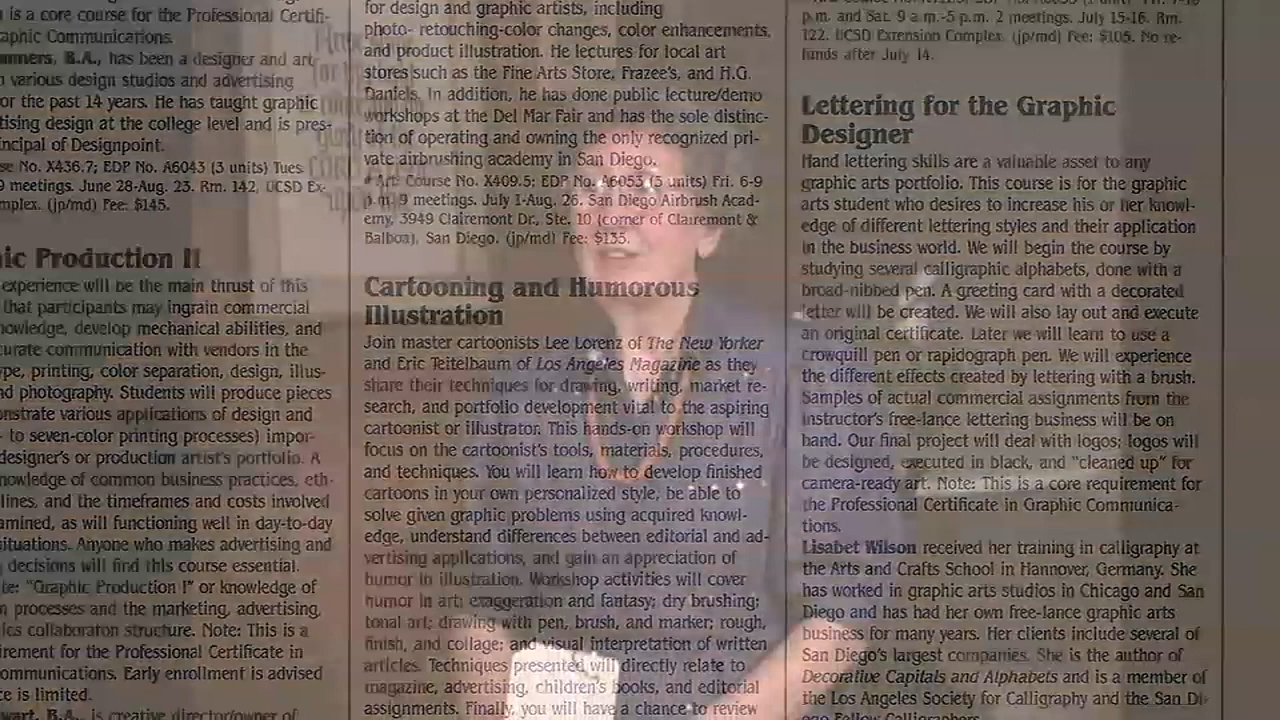 is a core course for the Professional Certifi-
aphic Communications.
anners, B.A., has been a designer and art
various design studios and advertising
or the past 14 years. He has taught graphic
tising design at the college level and is pres-
incipal of Designpoint.
se No. X436.7; EDP No. A6043 (3 units) Tues
9 meetings. June 28-Aug. 23. Rm. 142, UCSD Ex-
mplex. (jp/md) Fee: $145.
ic Production II
experience will be the main thrust of this
that participants may ingrain commercial
nowledge, develop mechanical abilities, and
curate communication with vendors in the
ype, printing, color separation, design, illus-
nd photography. Students will produce pieces
onstrate various applications of design and
- to seven-color printing processes) impor-
designer's or production artist's portfolio. A
nowledge of common business practices, eth-
lines, and the timeframes and costs involved
amined, as will functioning well in day-to-day
situations. Anyone who makes advertising and
decisions will find this course essential.
te: "Graphic Production I" or knowledge of
n processes and the marketing, advertising,
ics collaboraton structure. Note: This is a
irement for the Professional Certificate in
ommunications. Early enrollment is advised
ce is limited.
wart, B.A., is creative director/owner of
for design and graphic artists, including
photo- retouching-color changes, color enhancements,
and product illustration. He lectures for local art
stores such as the Fine Arts Store, Frazee's, and H.G.
Daniels. In addition, he has done public lecture/demo
workshops at the Del Mar Fair and has the sole distinc-
tion of operating and owning the only recognized pri-
vate airbrushing academy in San Diego.
* Art: Course No. X409.5; EDP No. A6053 (3 units) Fri. 6-9
p.m. 9 meetings. July 1-Aug. 26. San Diego Airbrush Acad-
emy, 3949 Clairemont Dr., Ste. 10 (corner of Clairemont &
Balboa), San Diego. (jp/md) Fee: $135.
Cartooning and Humorous
Illustration
Join master cartoonists Lee Lorenz of The New Yorker
and Eric Teitelbaum of Los Angeles Magazine as they
share their techniques for drawing, writing, market re-
search, and portfolio development vital to the aspiring
cartoonist or illustrator. This hands-on workshop will
focus on the cartoonist's tools, materials, procedures,
and techniques. You will learn how to develop finished
cartoons in your own personalized style, be able to
solve given graphic problems using acquired knowl-
edge, understand differences between editorial and ad-
vertising applications, and gain an appreciation of
humor in illustration. Workshop activities will cover
humor in art; exaggeration and fantasy; dry brushing;
tonal art; drawing with pen, brush, and marker; rough,
finish, and collage; and visual interpretation of written
articles. Techniques presented will directly relate to
magazine, advertising, children's books, and editorial
assignments. Finally, you will have a chance to review
p.m. and Sat. 9 a.m.-5 p.m. 2 meetings. July 15-16. Rm.
122, UCSD Extension Complex. (jp/md) Fee: $105. No re-
funds after July 14.
Lettering for the Graphic
Designer
Hand lettering skills are a valuable asset to any
graphic arts portfolio. This course is for the graphic
arts student who desires to increase his or her knowl-
edge of different lettering styles and their application
in the business world. We will begin the course by
studying several calligraphic alphabets, done with a
broad-nibbed pen. A greeting card with a decorated
letter will be created. We will also lay out and execute
an original certificate. Later we will learn to use a
crowquill pen or rapidograph pen. We will experience
the different effects created by lettering with a brush.
Samples of actual commercial assignments from the
instructor's free-lance lettering business will be on
hand. Our final project will deal with logos; logos will
be designed, executed in black, and "cleaned up" for
camera-ready art. Note: This is a core requirement for
the Professional Certificate in Graphic Communica-
tions.
Lisabet Wilson received her training in calligraphy at
the Arts and Crafts School in Hannover, Germany. She
has worked in graphic arts studios in Chicago and San
Diego and has had her own free-lance graphic arts
business for many years. Her clients include several of
San Diego's largest companies. She is the author of
Decorative Capitals and Alphabets and is a member of
the Los Angeles Society for Calligraphy and the San Di-
ego Fellow Calligraphers.